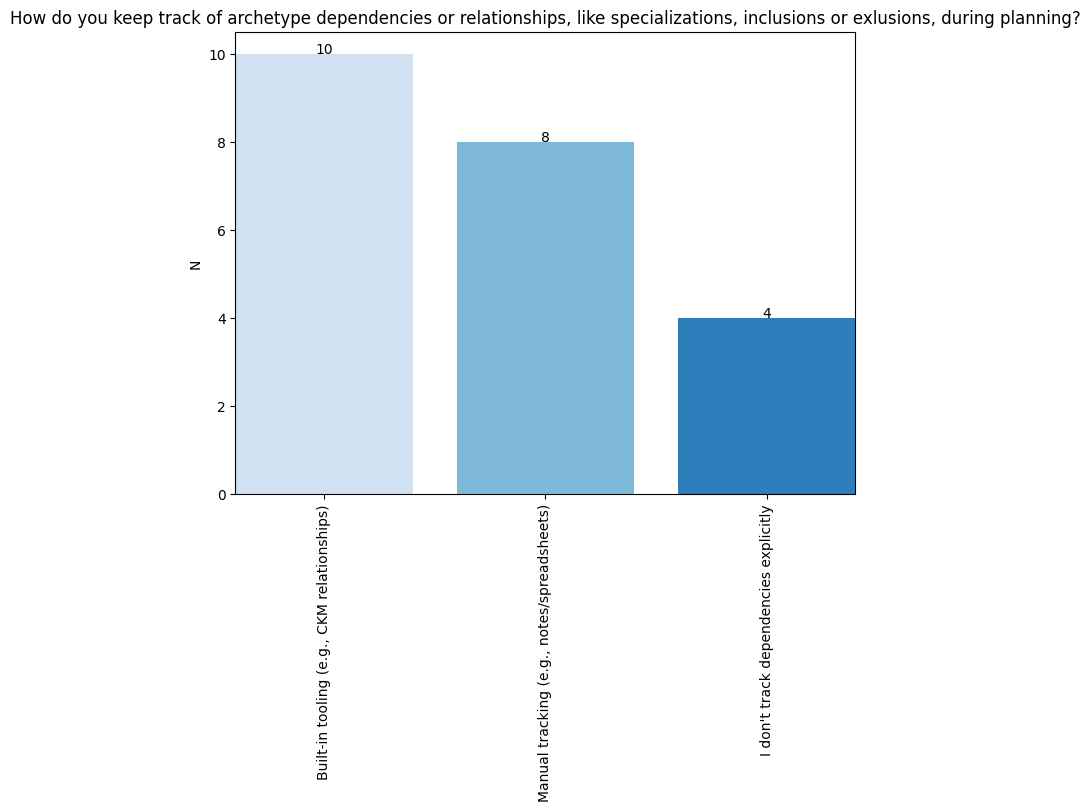 How do you keep track of archetype dependencies or relationships, like specializations, inclusions or exlusions, during planning?
10
8
4
10
8
6
4
2
0
N
Built-in tooling (e.g., CKM relationships)
Manual tracking (e.g., notes/spreadsheets)
I don't track dependencies explicitly